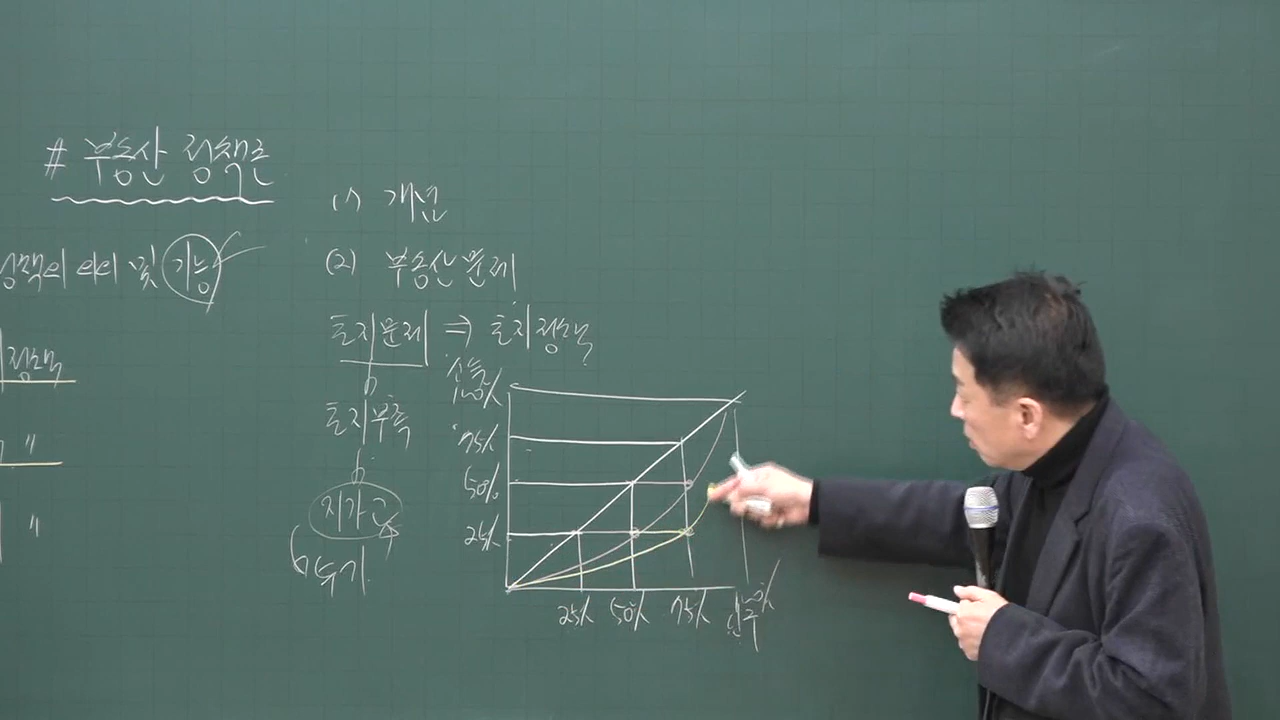 # 부동산 정책론
정책의 의의 및 기능
정책
"
"
(1) 개념
(2) 부동산 문제
토지문제 ⇒ 토지정책
토지부족
지가고
투기
소득
100%
75%
50%
25%
25% 50% 75% 100%
인구